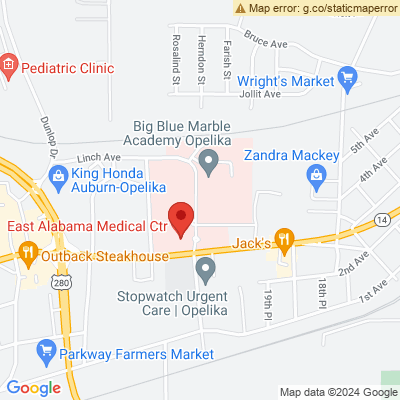 Map error: g.co/staticmaperror
Bruce Ave
Rosalind St
Herndon St
Farish St
Pediatric Clinic
Wright's Market
Jollit Ave
Dunlop Dr.
Big Blue Marble
Academy Opelika
5th Ave
Linch Ave
Zandra Mackey
4th Ave
King Honda
Auburn-Opelika
East Alabama Medical Ctr
14
Jack's
Outback Steakhouse
2nd Ave
280
Stopwatch Urgent
Care | Opelika
19th Pl
18th Pl
1st Ave
Parkway Farmers Market
Google
Map data ©2024 Google